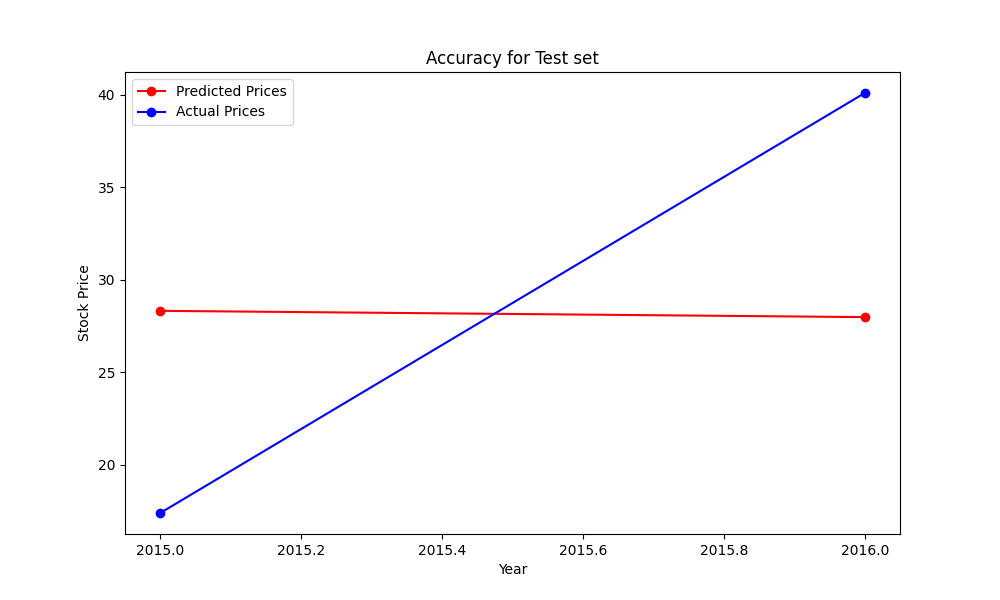 Accuracy for Test set
Predicted Prices
Actual Prices
40
35
30
25
20
Stock Price
2015.0 2015.2 2015.4 2015.6 2015.8 2016.0
Year